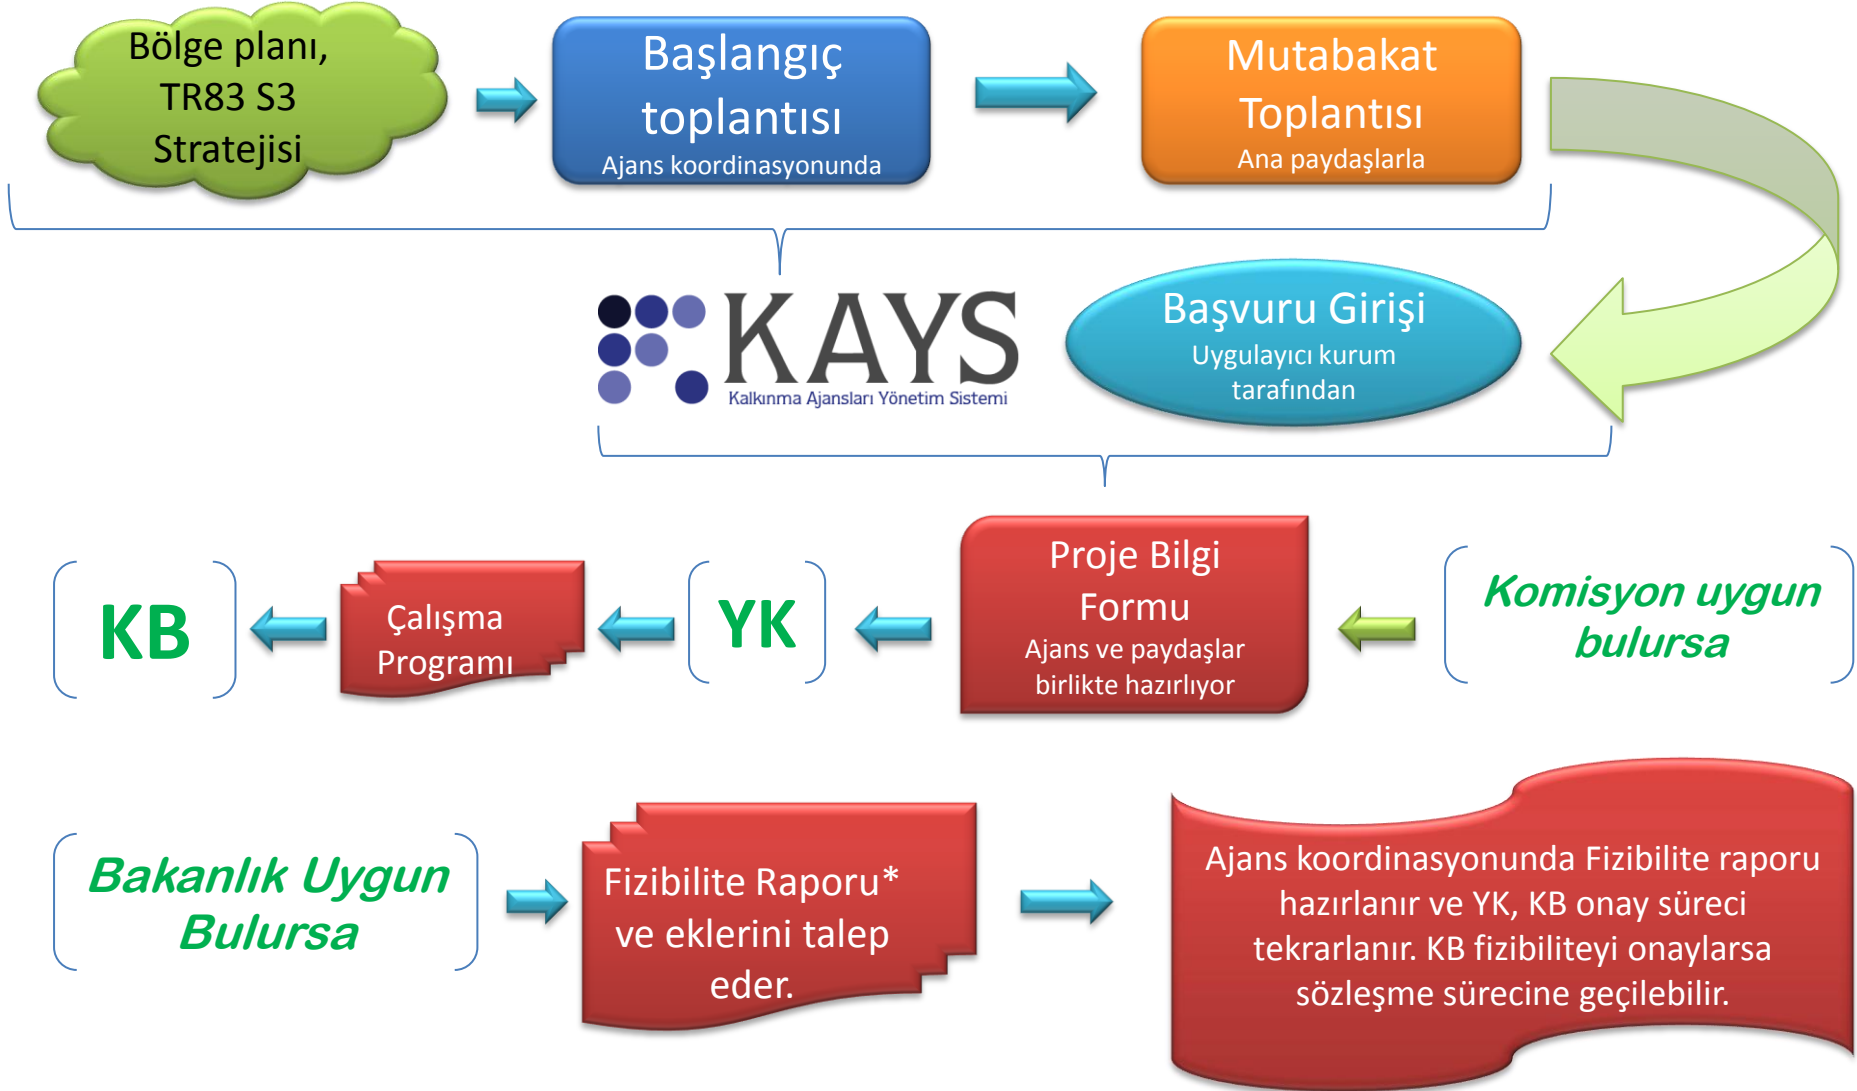 Bölge planı,
TR83 S3
Stratejisi
Başlangıç
toplantısı
Ajans koordinasyonunda
Mutabakat
Toplantısı
Ana paydaşlarla
KAYS
Kalkınma Ajansları Yönetim Sistemi
Başvuru Girişi
Uygulayıcı kurum
tarafından
Komisyon uygun
bulursa
Proje Bilgi
Formu
Ajans ve paydaşlar
birlikte hazırlıyor
YK
Çalışma
Programı
KB
Bakanlık Uygun
Bulursa
Fizibilite Raporu*
ve eklerini talep
eder.
Ajans koordinasyonunda Fizibilite raporu
hazırlanır ve YK, KB onay süreci
tekrarlanır. KB fizibiliteyi onaylarsa
sözleşme sürecine geçilebilir.